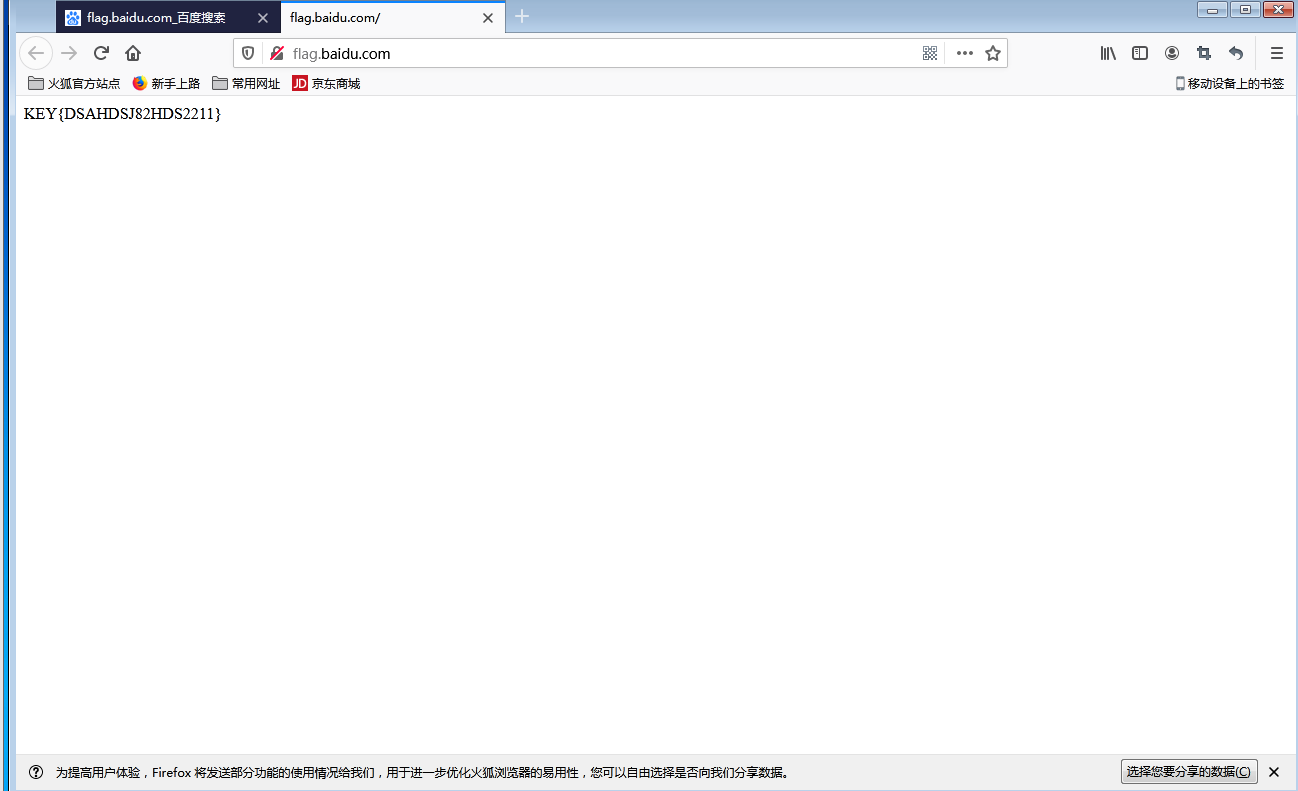 flag.baidu.com_百度搜索
flag.baidu.com/
flag.baidu.com
火狐官方站点 新手上路 常用网址 JD 京东商城 移动设备上的书签
KEY{DSAHDSJ82HDS2211}
为提高用户体验，Firefox 将发送部分功能的使用情况给我们，用于进一步优化火狐浏览器的易用性，您可以自由选择是否向我们分享数据。 选择您要分享的数据(C)